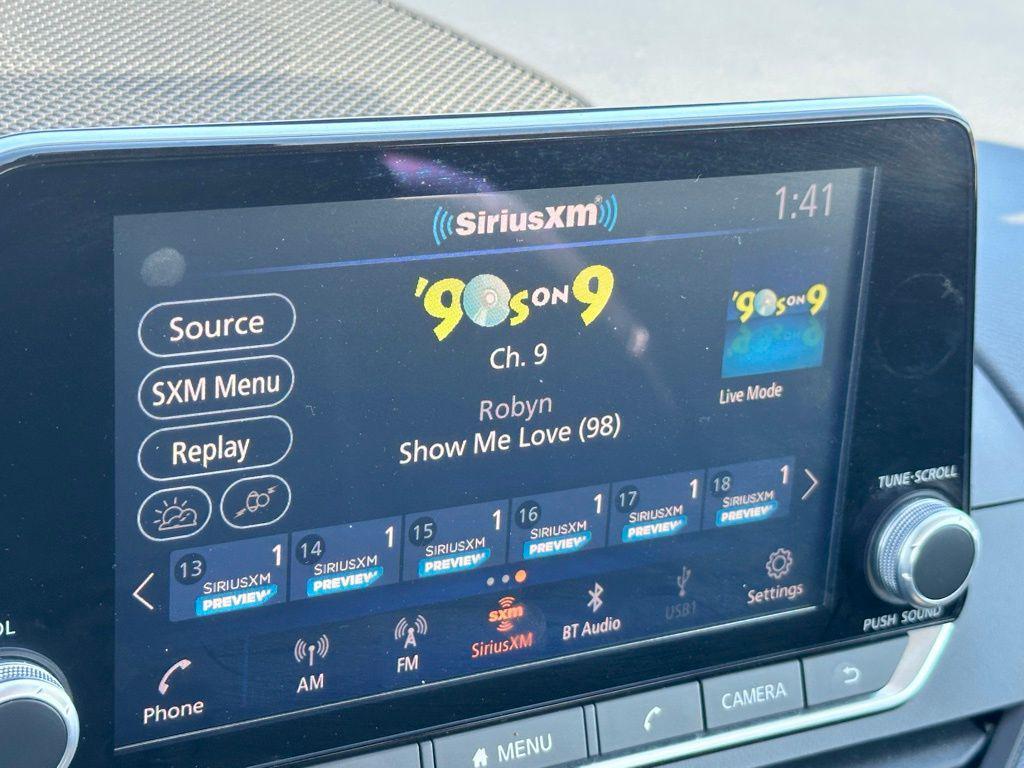 SiriusXM
1:41
'90s ON 9
Ch. 9
'90s ON 9
Live Mode
Source
SXM Menu
Replay
Robyn
Show Me Love (98)
13 1 SIRIUSXM PREVIEW
14 1 SIRIUSXM PREVIEW
15 1 SIRIUSXM PREVIEW
16 1 SIRIUSXM PREVIEW
17 1 SIRIUSXM PREVIEW
18 1 SIRIUSXM PREVIEW
Phone
AM
FM
sxm
SiriusXM
BT Audio
USB1
Settings
TUNE·SCROLL
PUSH SOUND
OL
MENU
CAMERA